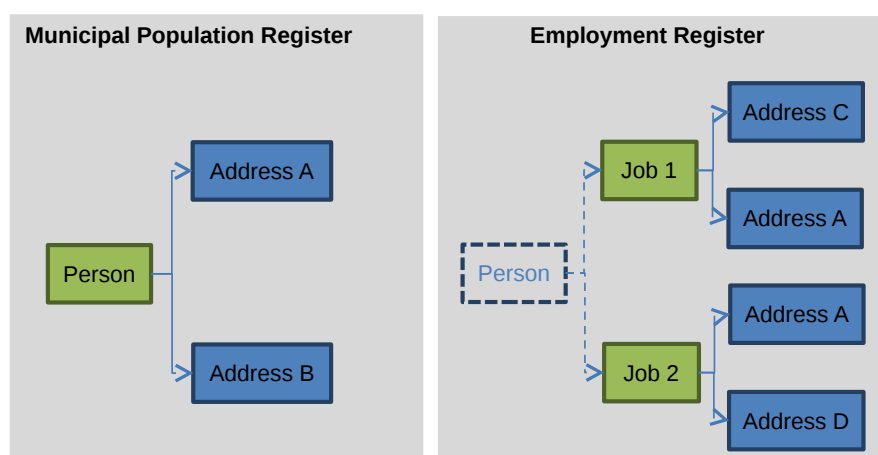 Municipal Population Register
Address A
Person
Address B
Employment Register
Address C
Job 1
Address A
Person
Address A
Job 2
Address D